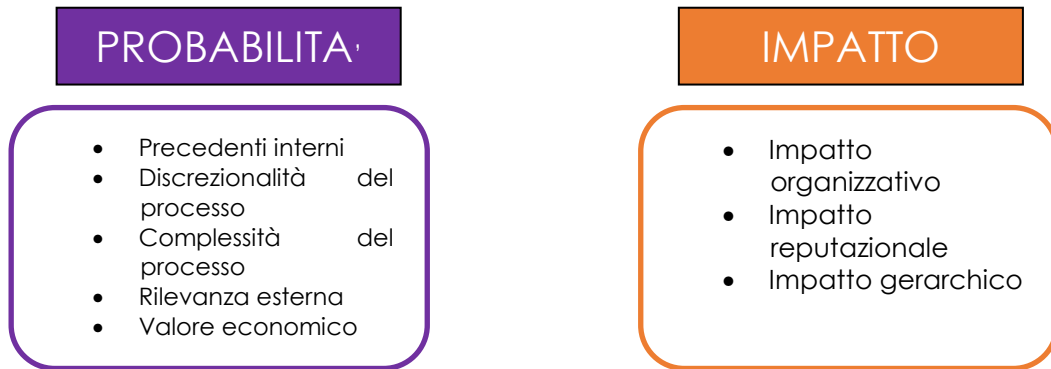 PROBABILITA'
• Precedenti interni
• Discrezionalità del
processo
• Complessità del
processo
• Rilevanza esterna
• Valore economico
IMPATTO
• Impatto
organizzativo
• Impatto
reputazionale
• Impatto gerarchico